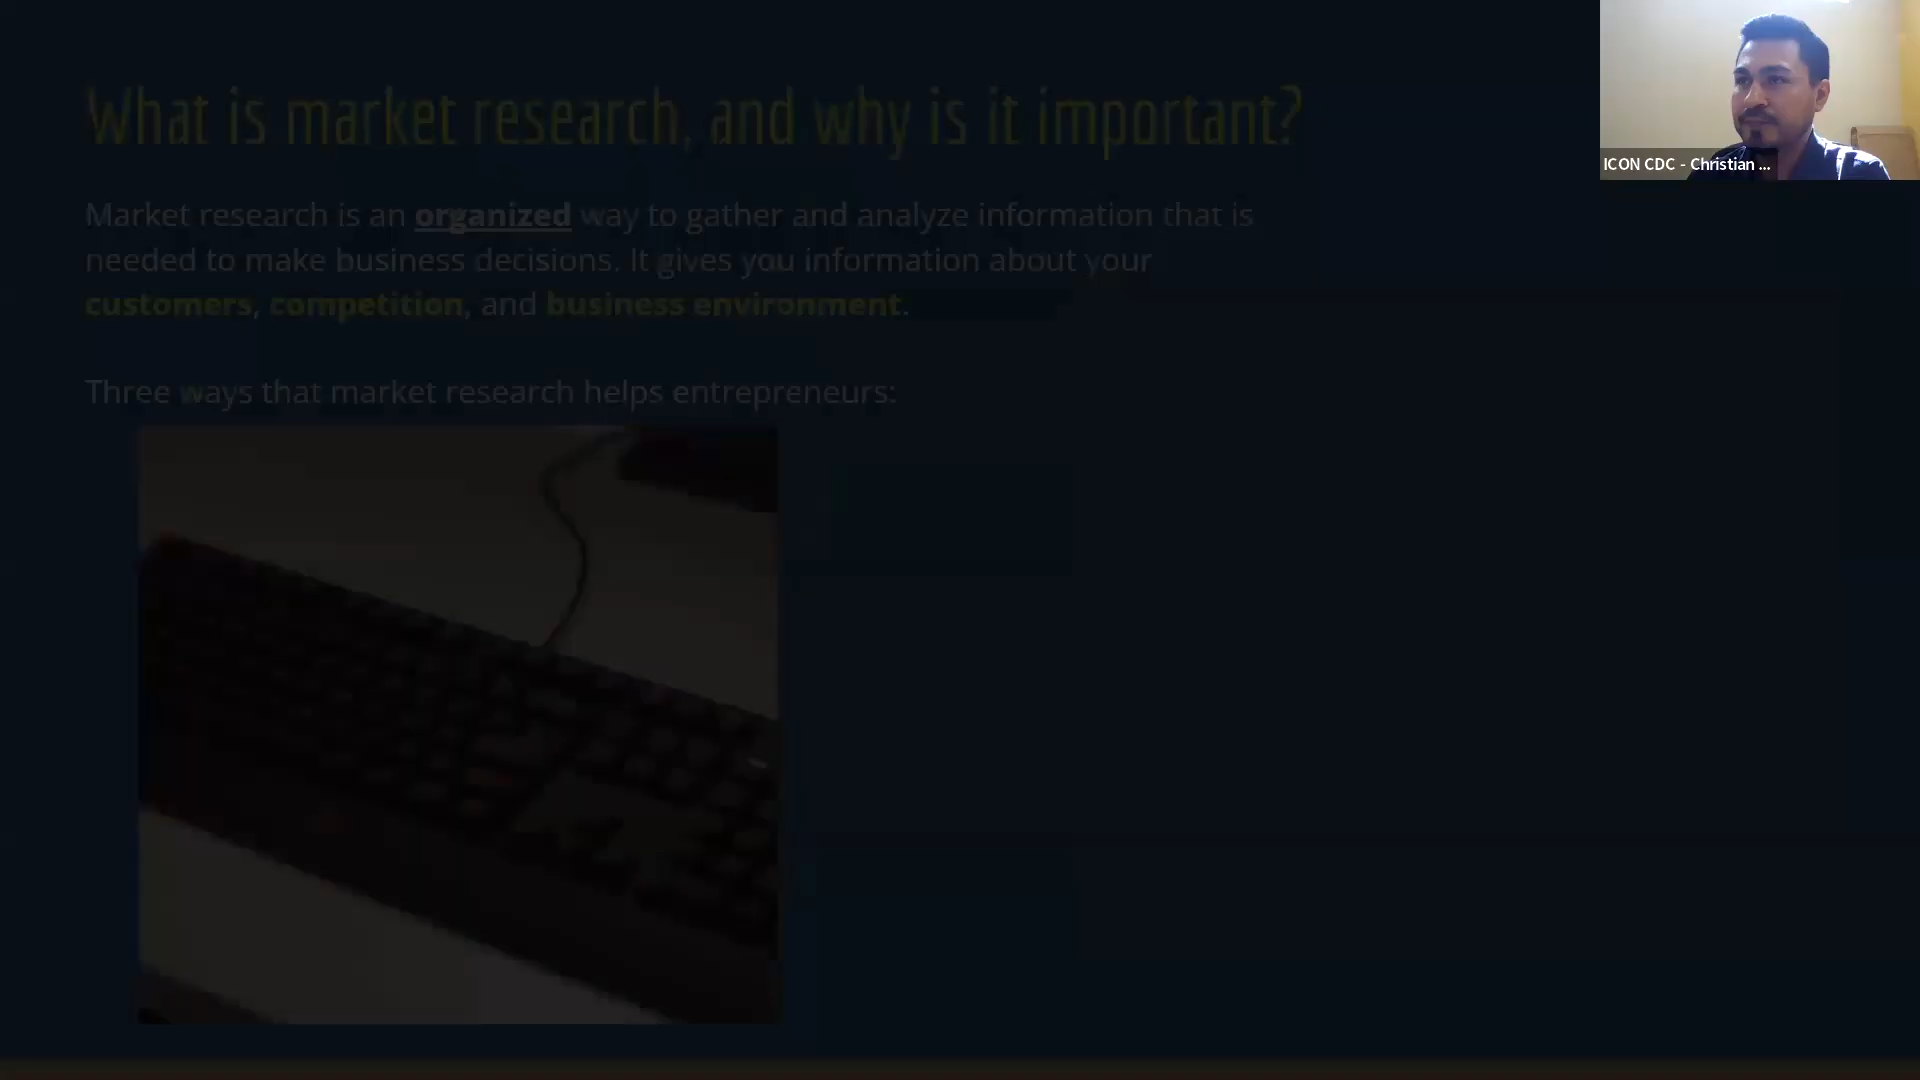 What is market research, and why is it important?
ICON CDC - Christian ...
Market research is an organized way to gather and analyze information that is
needed to make business decisions. It gives you information about your
customers, competition, and business environment.
Three ways that market research helps entrepreneurs: